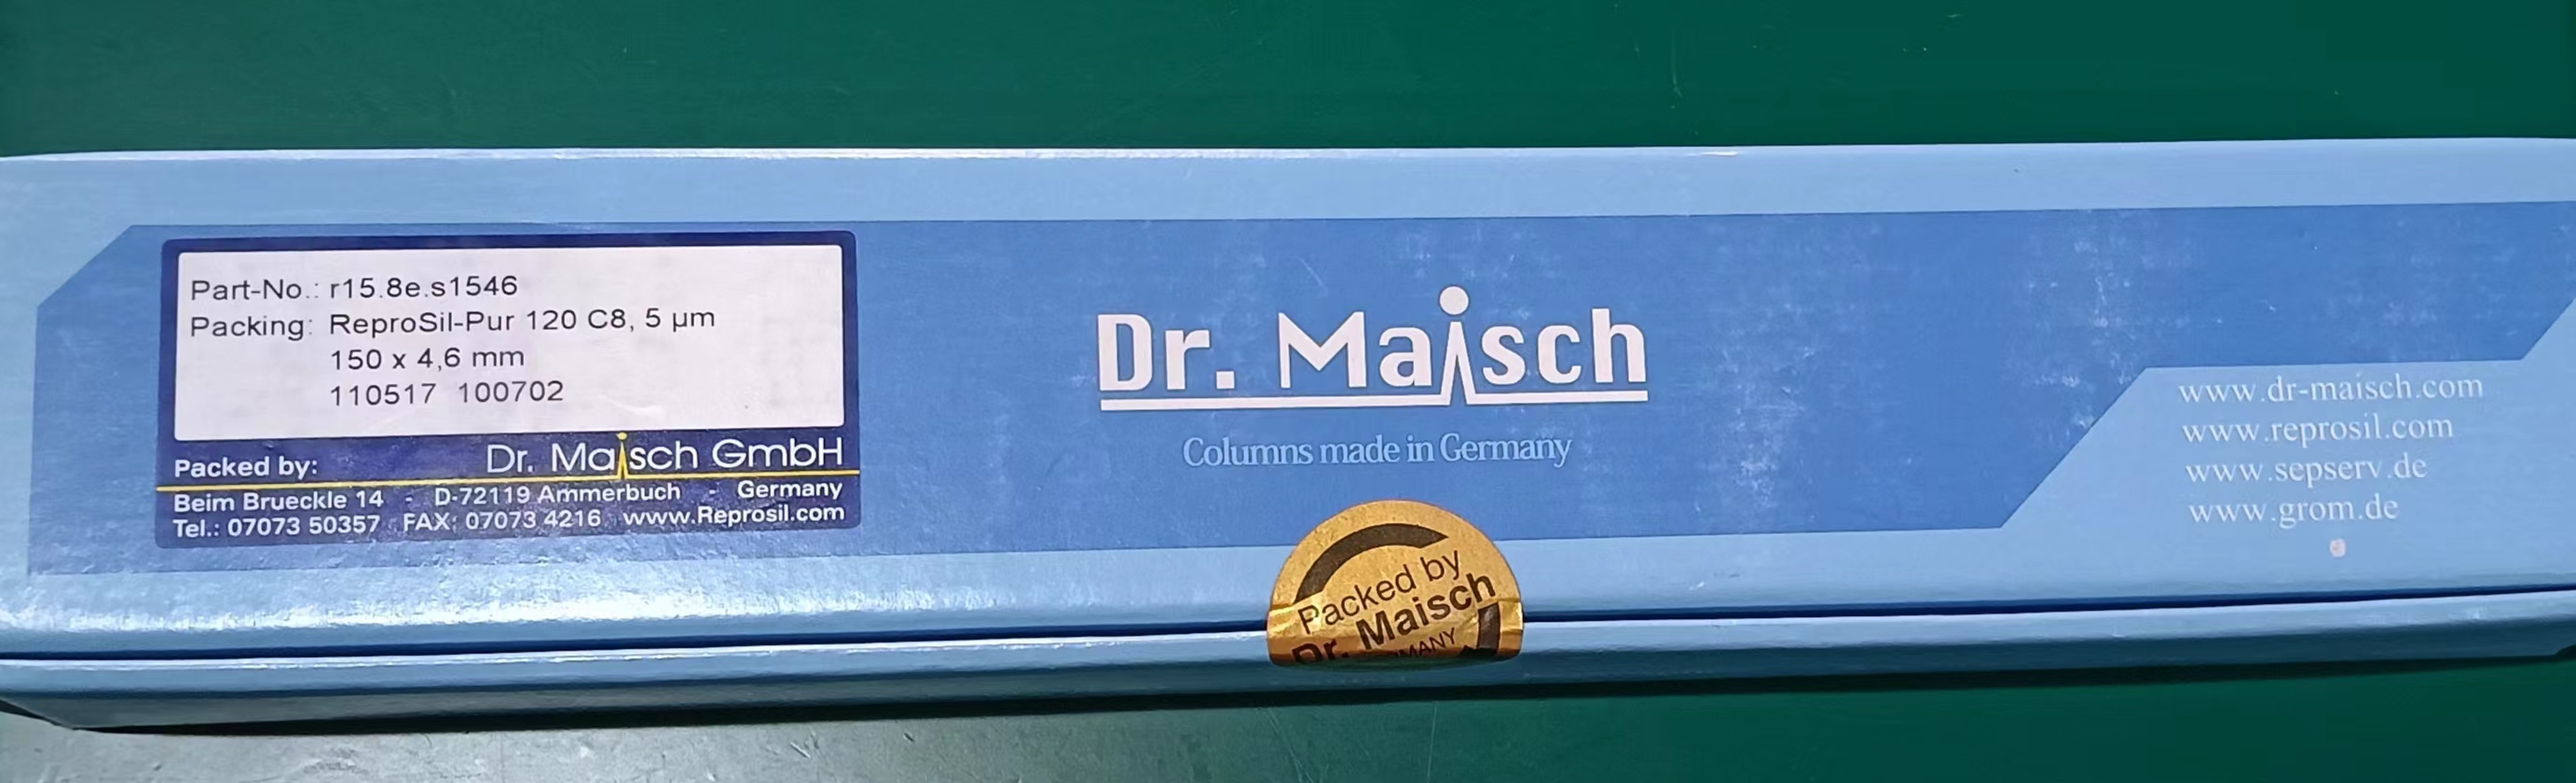 Part-No.: r15.8e.s1546
Packing: ReproSil-Pur 120 C8, 5 µm
150 x 4,6 mm
110517 100702
Packed by: Dr. Maisch GmbH
Beim Brueckle 14 - D-72119 Ammerbuch - Germany
Tel.: 07073 50357 FAX: 07073 4216 www.Reprosil.com
Dr. Maisch
Columns made in Germany
Packed by
Dr. Maisch
www.dr-maisch.com
www.reprosil.com
www.sepserv.de
www.grom.de